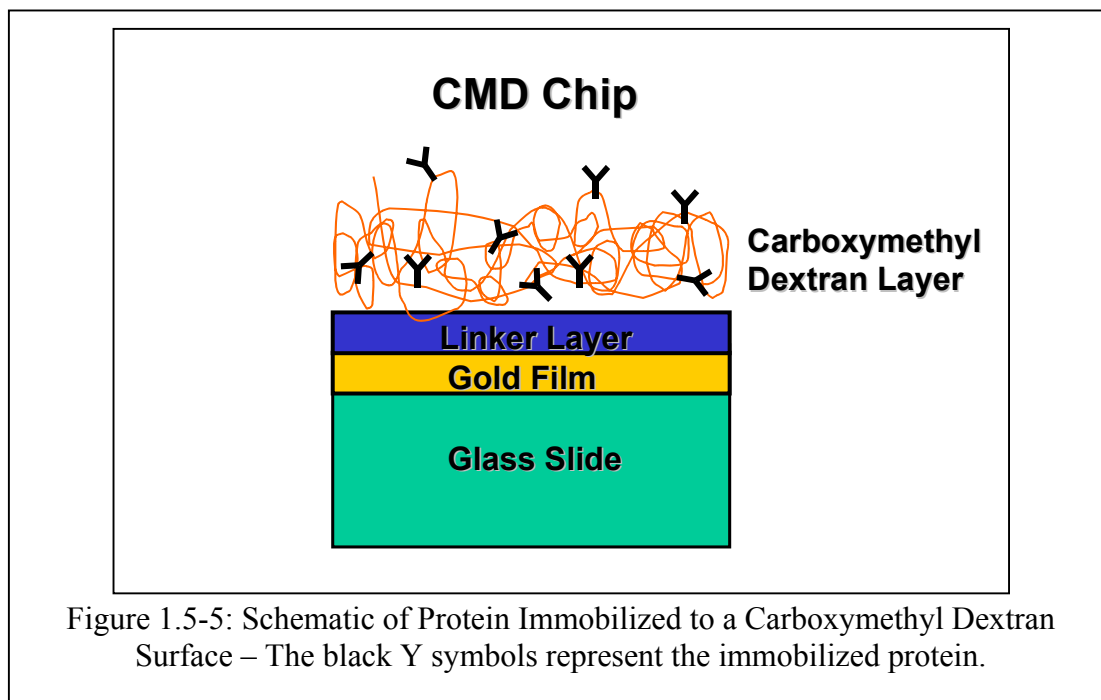 CMD Chip
Carboxymethyl
Dextran Layer
Linker Layer
Gold Film
Glass Slide
Figure 1.5-5: Schematic of Protein Immobilized to a Carboxymethyl Dextran
Surface – The black Y symbols represent the immobilized protein.